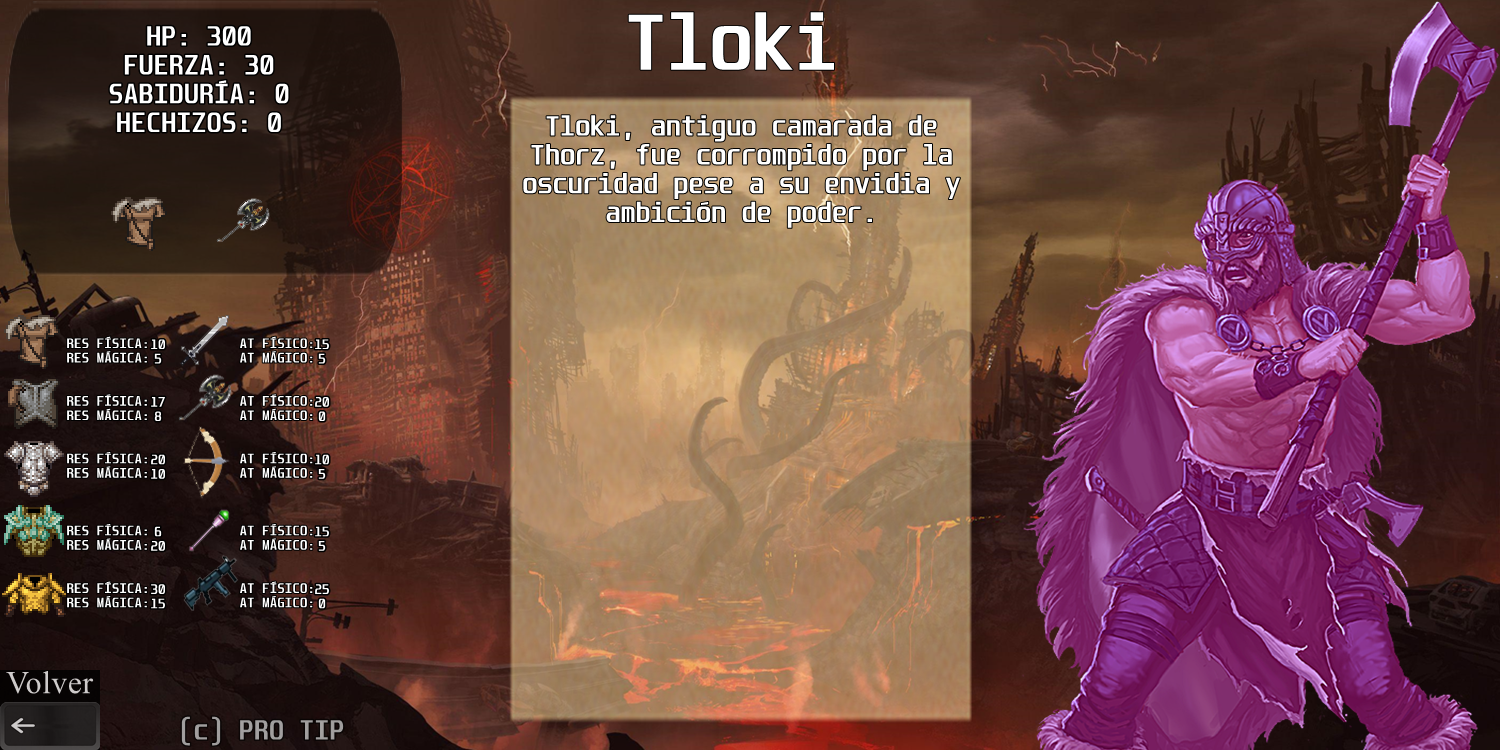 HP: 300
FUERZA: 30
SABIDURÍA: 0
HECHIZOS: 0
Tloki
Tloki, antiguo camarada de
Thorz, fue corrompido por la
oscuridad pese a su envidia y
ambición de poder.
RES FÍSICA:10
RES MÁGICA: 5
AT FÍSICO:15
AT MÁGICO: 5
RES FÍSICA:17
RES MÁGICA: 8
AT FÍSICO:20
AT MÁGICO: 0
RES FÍSICA:20
RES MÁGICA:10
AT FÍSICO:10
AT MÁGICO: 5
RES FÍSICA: 6
RES MÁGICA:20
AT FÍSICO:15
AT MÁGICO: 5
RES FÍSICA:30
RES MÁGICA:15
AT FÍSICO:25
AT MÁGICO: 0
Volver
(c) PRO TIP